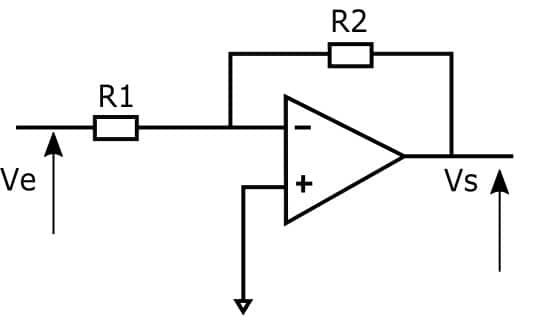 R2
R1
−
+
Ve
Vs